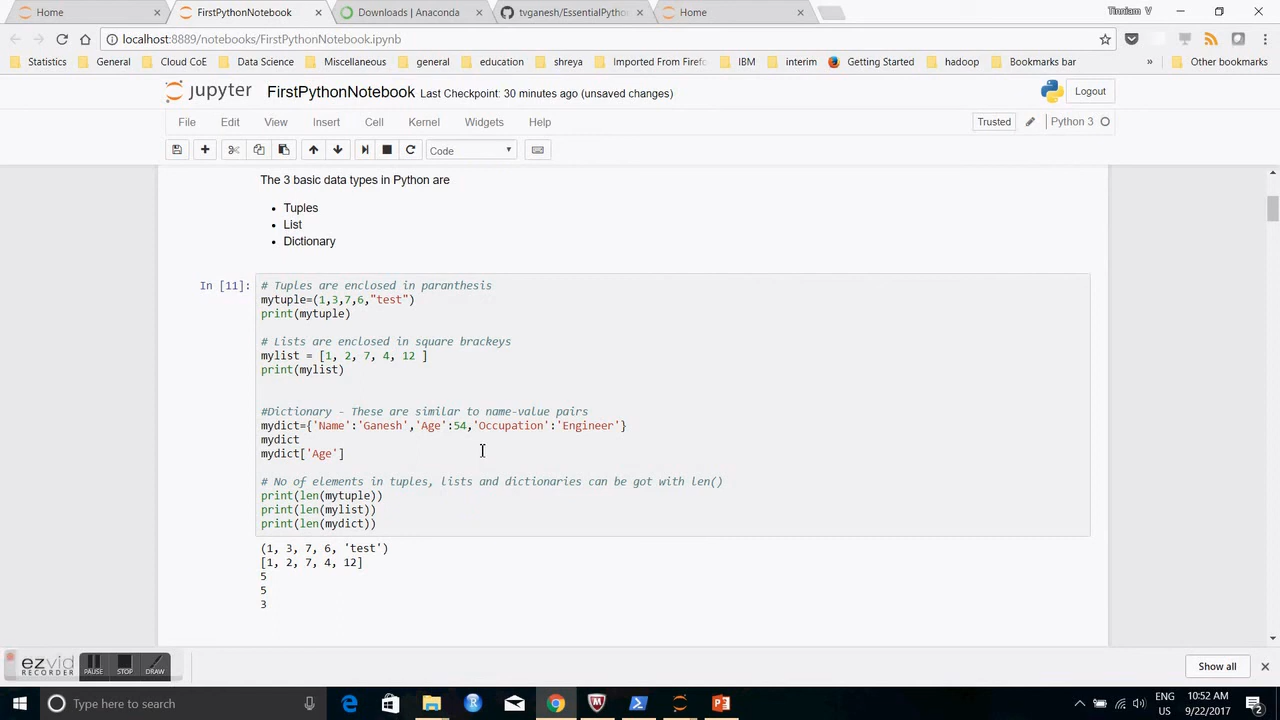 Home
FirstPythonNotebook
Downloads | Anaconda
tvganesh/EssentialPython
Home
localhost:8889/notebooks/FirstPythonNotebook.ipynb
Statistics General Cloud CoE Data Science Miscellaneous general education shreya Imported From Firefo IBM interim Getting Started hadoop Bookmarks bar » Other bookmarks
jupyter FirstPythonNotebook Last Checkpoint: 30 minutes ago (unsaved changes) Logout
File Edit View Insert Cell Kernel Widgets Help Trusted Python 3
Code
The 3 basic data types in Python are
Tuples
List
Dictionary
In [11]:
# Tuples are enclosed in paranthesis
mytuple=(1,3,7,6,"test")
print(mytuple)
# Lists are enclosed in square brackeys
mylist = [1, 2, 7, 4, 12 ]
print(mylist)
#Dictionary - These are similar to name-value pairs
mydict={'Name':'Ganesh','Age':54,'Occupation':'Engineer'}
mydict
mydict['Age']
# No of elements in tuples, lists and dictionaries can be got with len()
print(len(mytuple))
print(len(mylist))
print(len(mydict))
(1, 3, 7, 6, 'test')
[1, 2, 7, 4, 12]
5
5
3
ezvid
RECORDER
PAUSE STOP DRAW
Show all
Type here to search
ENG
US
10:52 AM
9/22/2017
2